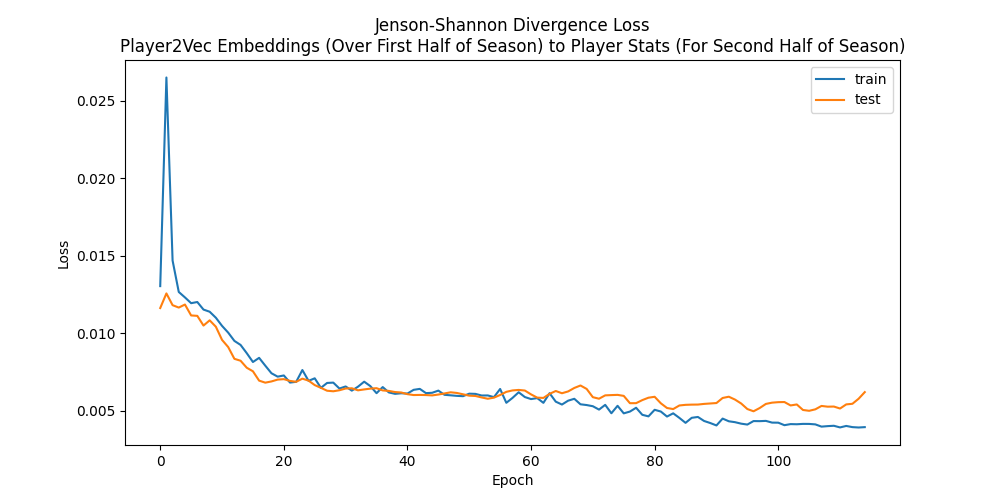 Jenson-Shannon Divergence Loss
Player2Vec Embeddings (Over First Half of Season) to Player Stats (For Second Half of Season)
train
test
0.025
0.020
0.015
0.010
0.005
Loss
0 20 40 60 80 100
Epoch